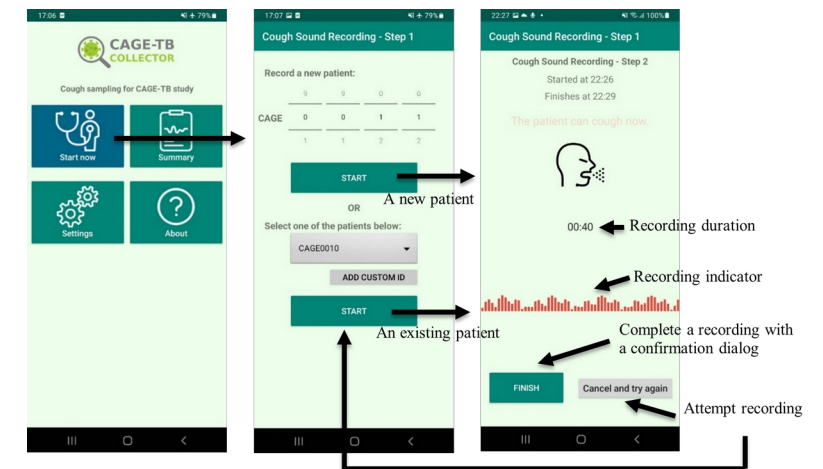 17:06
79%
CAGE-TB
COLLECTOR
Cough sampling for CAGE-TB study
Start now
Summary
Settings
About
17:07
79%
Cough Sound Recording - Step 1
Record a new patient:
9 9 0 0
CAGE 0 0 1 1
1 1 2 2
START
A new patient
OR
Select one of the patients below:
CAGE0010
ADD CUSTOM ID
START
An existing patient
22:27
100%
Cough Sound Recording - Step 1
Cough Sound Recording - Step 2
Started at 22:26
Finishes at 22:29
The patient can cough now.
00:40
Recording duration
Recording indicator
Complete a recording with
a confirmation dialog
FINISH
Cancel and try again
Attempt recording